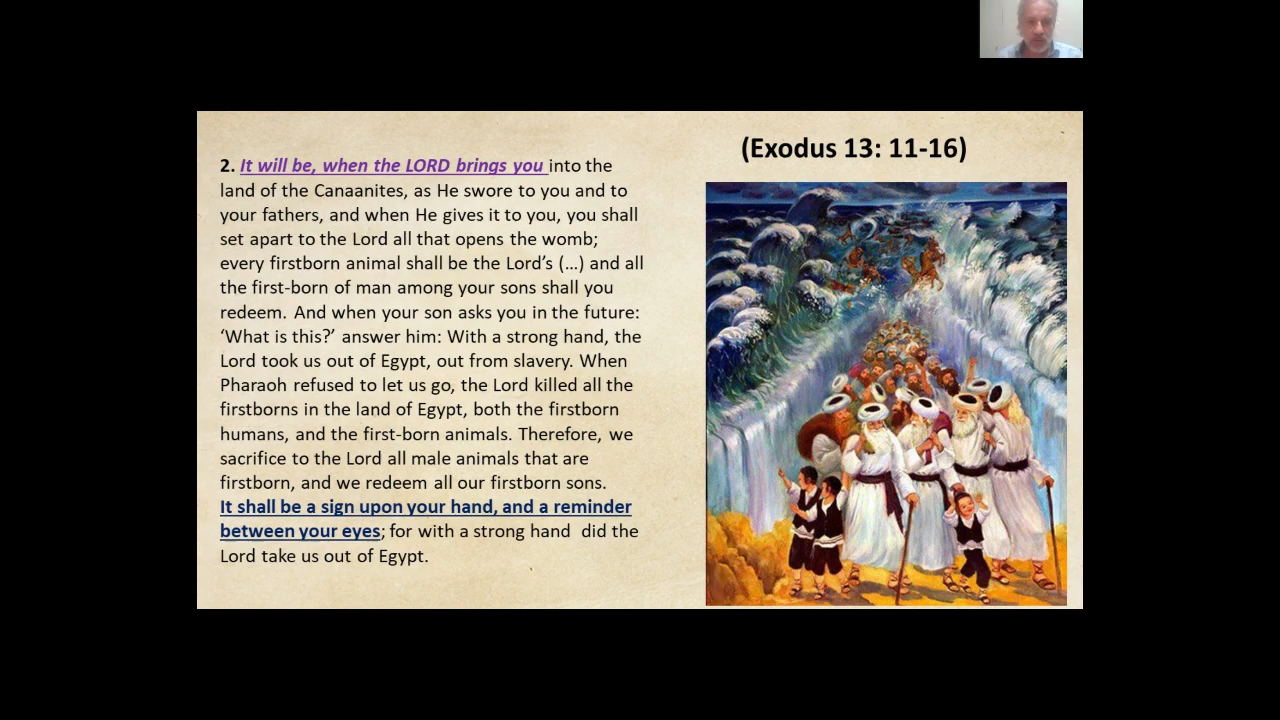 (Exodus 13: 11-16)
2. It will be, when the LORD brings you into the
land of the Canaanites, as He swore to you and to
your fathers, and when He gives it to you, you shall
set apart to the Lord all that opens the womb;
every firstborn animal shall be the Lord’s (…) and all
the first-born of man among your sons shall you
redeem. And when your son asks you in the future:
‘What is this?’ answer him: With a strong hand, the
Lord took us out of Egypt, out from slavery. When
Pharaoh refused to let us go, the Lord killed all the
firstborns in the land of Egypt, both the firstborn
humans, and the first-born animals. Therefore, we
sacrifice to the Lord all male animals that are
firstborn, and we redeem all our firstborn sons.
It shall be a sign upon your hand, and a reminder
between your eyes; for with a strong hand did the
Lord take us out of Egypt.